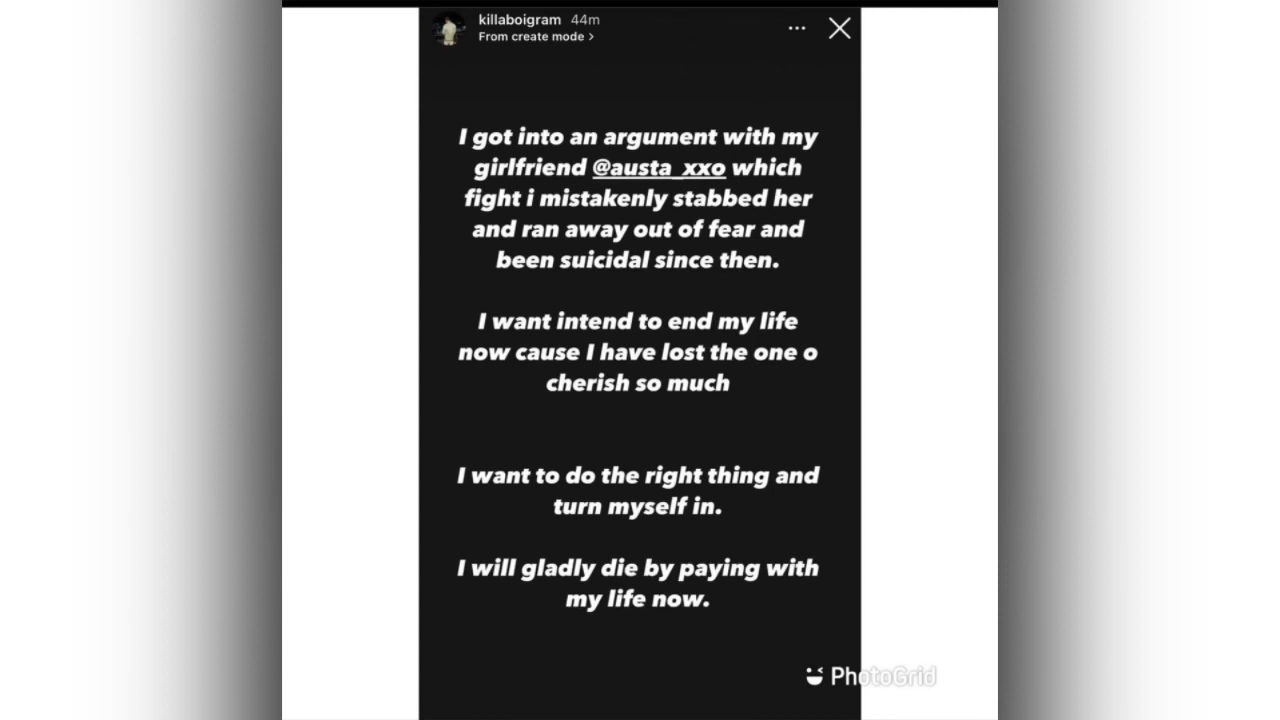 killaboigram 44m
From create mode >
I got into an argument with my
girlfriend @austa_xxo which
fight i mistakenly stabbed her
and ran away out of fear and
been suicidal since then.
I want intend to end my life
now cause I have lost the one o
cherish so much
I want to do the right thing and
turn myself in.
I will gladly die by paying with
my life now.
PhotoGrid